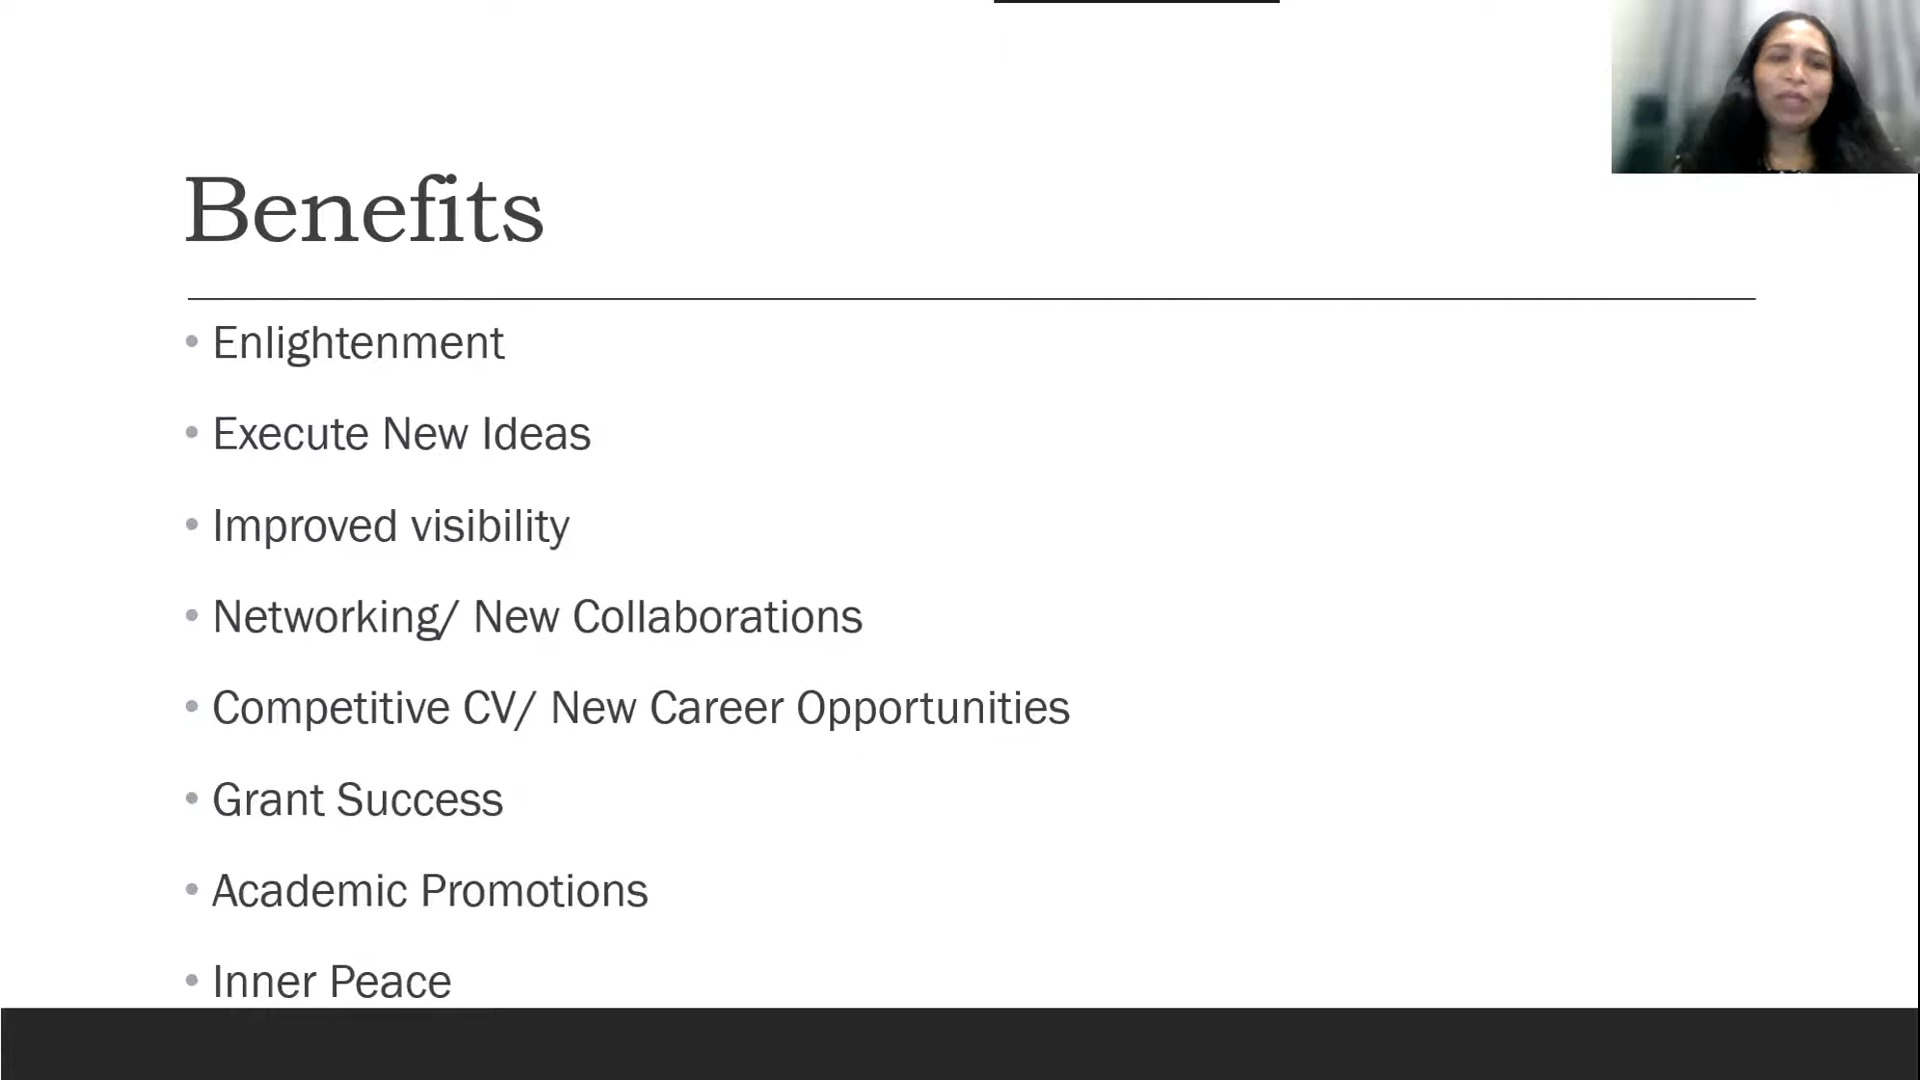 Benefits
• Enlightenment
• Execute New Ideas
• Improved visibility
• Networking/ New Collaborations
• Competitive CV/ New Career Opportunities
• Grant Success
• Academic Promotions
• Inner Peace